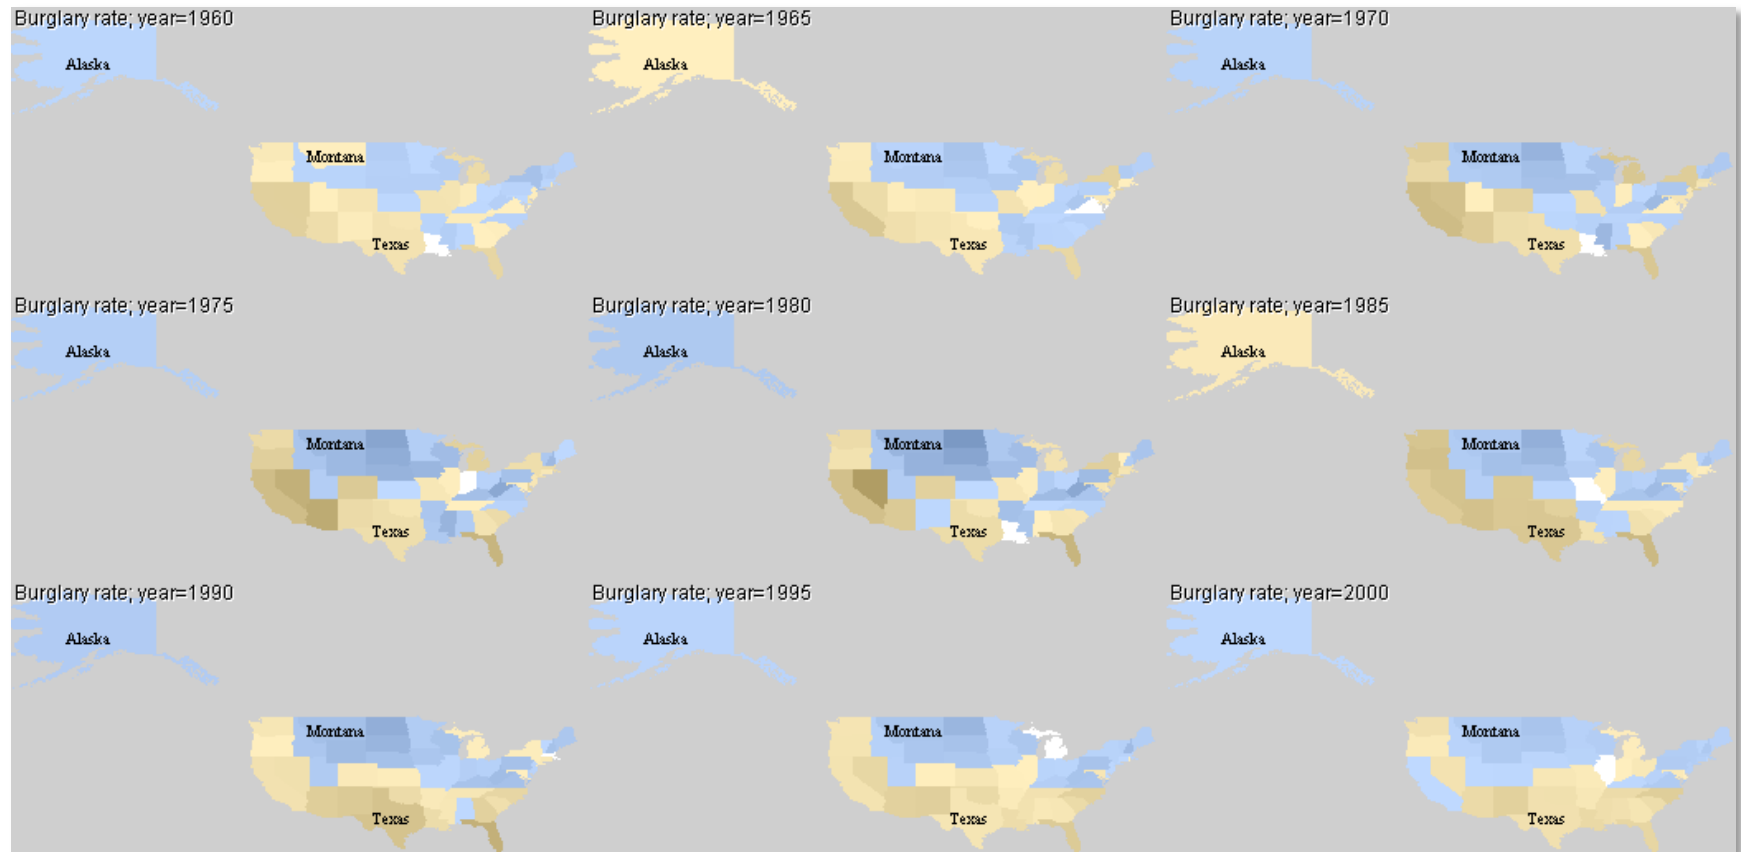 Burglary rate; year=1960
Burglary rate; year=1965
Burglary rate; year=1970
Alaska
Alaska
Alaska
Montana
Montana
Montana
Texas
Texas
Texas
Burglary rate; year=1975
Burglary rate; year=1980
Burglary rate; year=1985
Alaska
Alaska
Alaska
Montana
Montana
Montana
Texas
Texas
Texas
Burglary rate; year=1990
Burglary rate; year=1995
Burglary rate; year=2000
Alaska
Alaska
Alaska
Montana
Montana
Montana
Texas
Texas
Texas